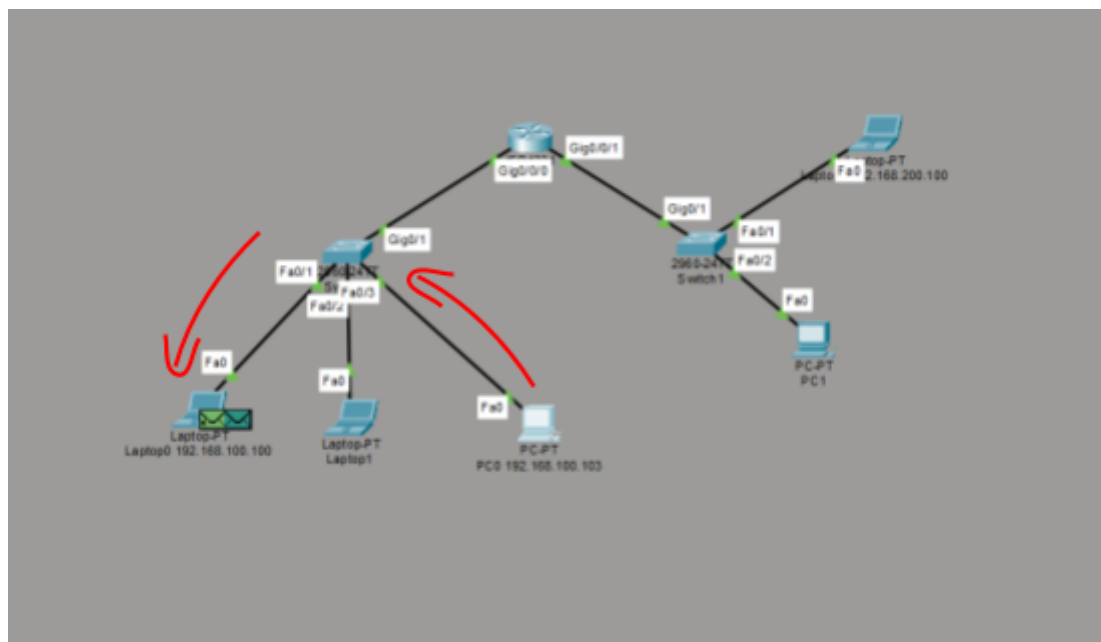 Gig0/0/1
Gig0/0/0
Fa0
Gig0/1
Fa0/1
Gig0/1
Fa0/2
2960-24TT
Switch1
Fa0/1
Fa0/3
Fa0/2
Fa0
PC-PT
PC1
Fa0
Fa0
Fa0
Laptop-PT
Laptop0 192.168.100.100
Laptop-PT
Laptop1
PC-PT
PC0 192.168.100.103